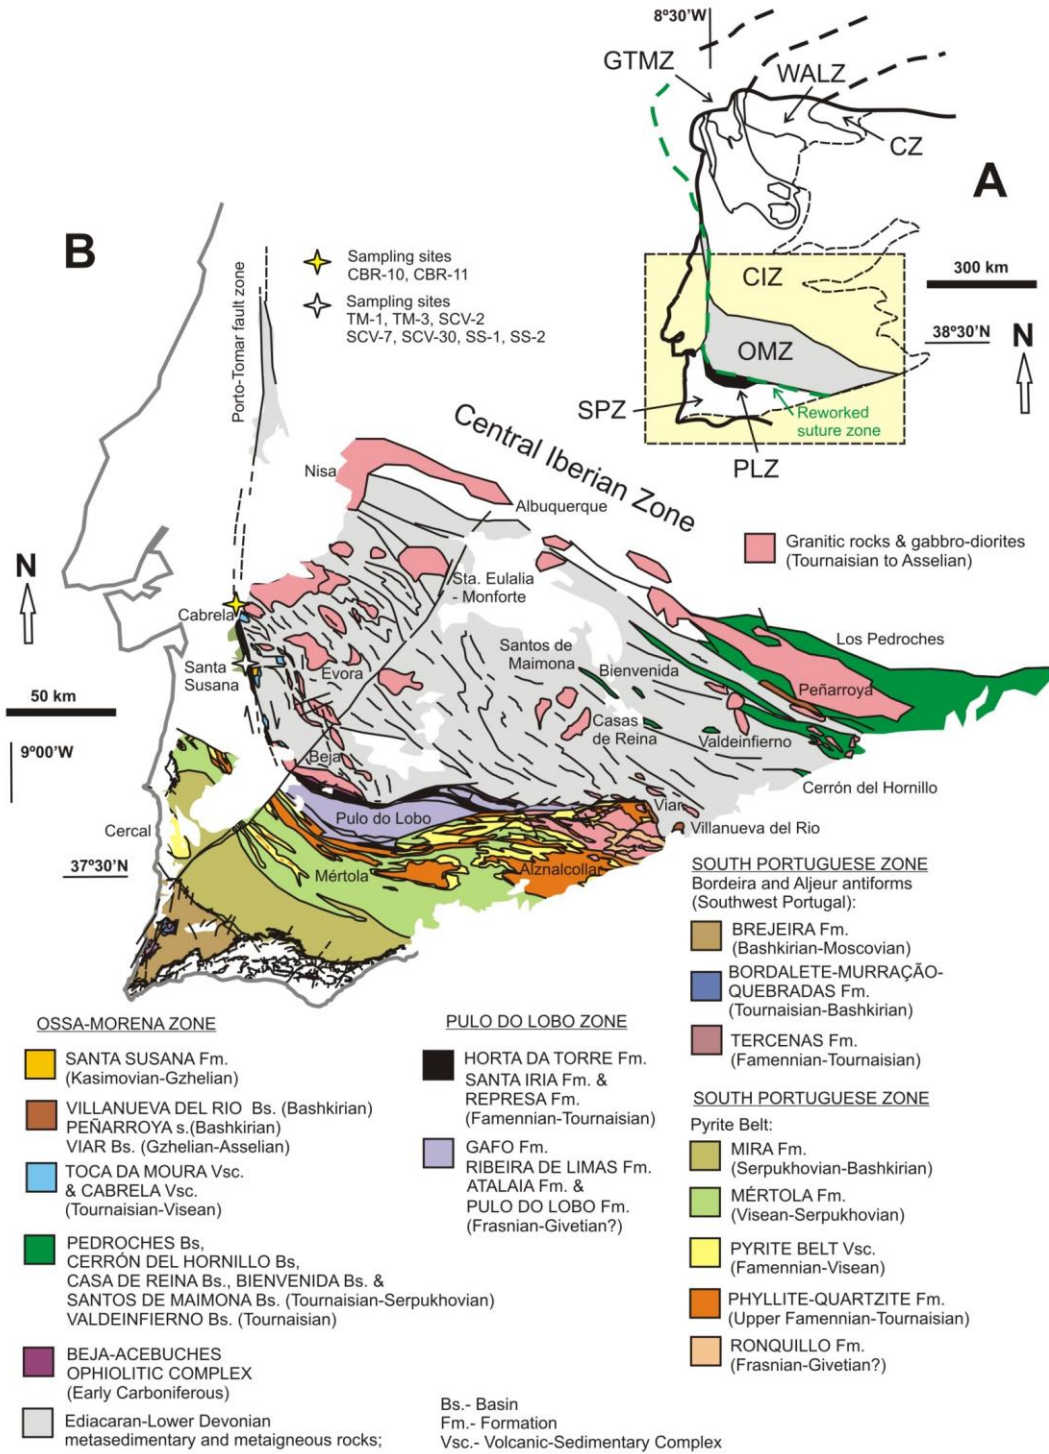 8º30'W
GTMZ
WALZ
CZ
A
CIZ
300 km
38º30'N
N
OMZ
SPZ
Reworked
suture zone
PLZ
B
Porto-Tomar fault zone
Sampling sites
CBR-10, CBR-11
Sampling sites
TM-1, TM-3, SCV-2
SCV-7, SCV-30, SS-1, SS-2
Central Iberian Zone
Nisa
Albuquerque
Granitic rocks & gabbro-diorites
(Tournaisian to Asselian)
N
Sta. Eulalia
- Monforte
Cabrela
Los Pedroches
Santos de
Maimona
Bienvenida
Santa
Susana
Evora
Peñarroya
50 km
Casas
de Reina
Valdeinfierno
9º00'W
Beja
Cerrón del Hornillo
Viar
Pulo do Lobo
Villanueva del Rio
Cercal
37º30'N
Mértola
Alznalcollar
SOUTH PORTUGUESE ZONE
Bordeira and Aljeur antiforms
(Southwest Portugal):
BREJEIRA Fm.
(Bashkirian-Moscovian)
BORDALETE-MURRAÇÃO-
QUEBRADAS Fm.
(Tournaisian-Bashkirian)
TERCENAS Fm.
(Famennian-Tournaisian)
SOUTH PORTUGUESE ZONE
Pyrite Belt:
MIRA Fm.
(Serpukhovian-Bashkirian)
MÉRTOLA Fm.
(Visean-Serpukhovian)
PYRITE BELT Vsc.
(Famennian-Visean)
PHYLLITE-QUARTZITE Fm.
(Upper Famennian-Tournaisian)
RONQUILLO Fm.
(Frasnian-Givetian?)
OSSA-MORENA ZONE
SANTA SUSANA Fm.
(Kasimovian-Gzhelian)
VILLANUEVA DEL RIO Bs. (Bashkirian)
PEÑARROYA s.(Bashkirian)
VIAR Bs. (Gzhelian-Asselian)
TOCA DA MOURA Vsc.
& CABRELA Vsc.
(Tournaisian-Visean)
PEDROCHES Bs,
CERRÓN DEL HORNILLO Bs,
CASA DE REINA Bs., BIENVENIDA Bs. &
SANTOS DE MAIMONA Bs. (Tournaisian-Serpukhovian)
VALDEINFIERNO Bs. (Tournaisian)
BEJA-ACEBUCHES
OPHIOLITIC COMPLEX
(Early Carboniferous)
Ediacaran-Lower Devonian
metasedimentary and metaigneous rocks;
PULO DO LOBO ZONE
HORTA DA TORRE Fm.
SANTA IRIA Fm. &
REPRESA Fm.
(Famennian-Tournaisian)
GAFO Fm.
RIBEIRA DE LIMAS Fm.
ATALAIA Fm. &
PULO DO LOBO Fm.
(Frasnian-Givetian?)
Bs.- Basin
Fm.- Formation
Vsc.- Volcanic-Sedimentary Complex